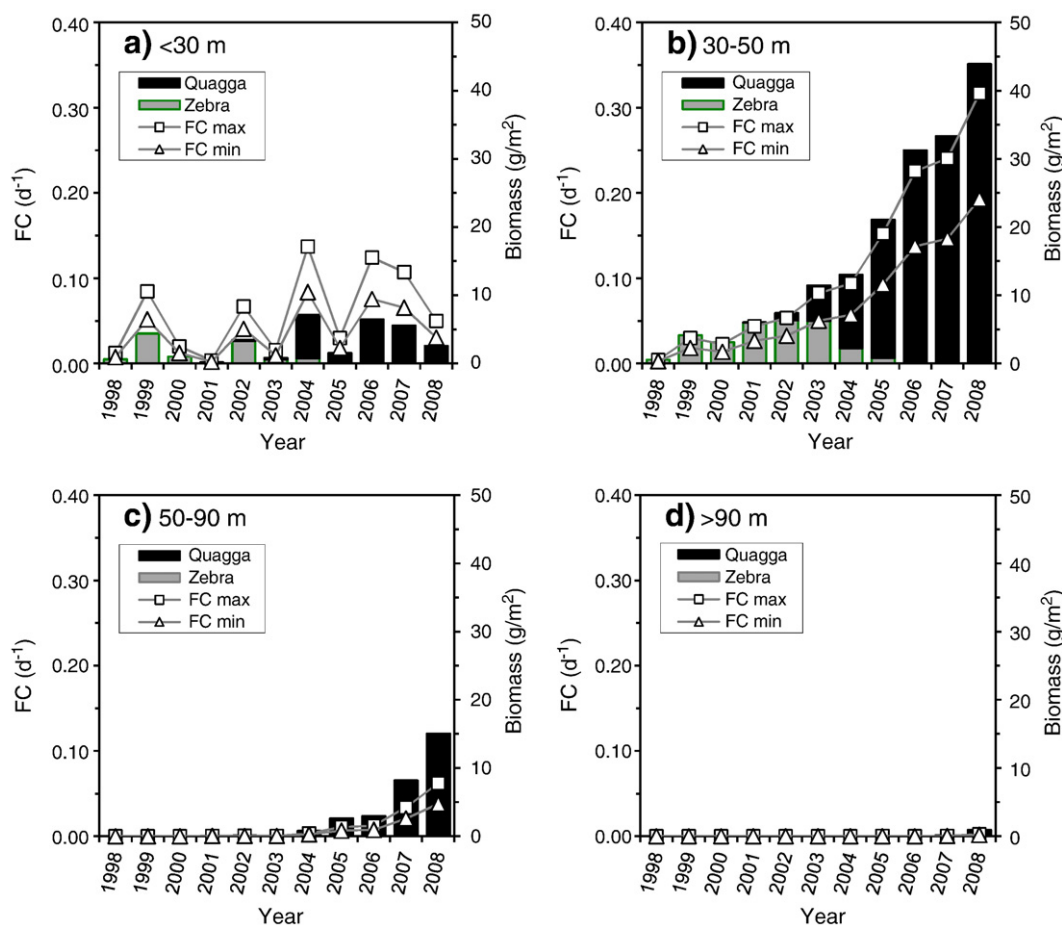 a) <30 m
Quagga
Zebra
FC max
FC min
0.40
0.30
0.20
0.10
0.00
FC (d-1)
50
40
30
20
10
0
Biomass (g/m2)
1998
1999
2000
2001
2002
2003
2004
2005
2006
2007
2008
Year
b) 30-50 m
Quagga
Zebra
FC max
FC min
0.40
0.30
0.20
0.10
0.00
FC (d-1)
50
40
30
20
10
0
Biomass (g/m2)
1998
1999
2000
2001
2002
2003
2004
2005
2006
2007
2008
Year
c) 50-90 m
Quagga
Zebra
FC max
FC min
0.40
0.30
0.20
0.10
0.00
FC (d-1)
50
40
30
20
10
0
Biomass (g/m2)
1998
1999
2000
2001
2002
2003
2004
2005
2006
2007
2008
Year
d) >90 m
Quagga
Zebra
FC max
FC min
0.40
0.30
0.20
0.10
0.00
FC (d-1)
50
40
30
20
10
0
Biomass (g/m2)
1998
1999
2000
2001
2002
2003
2004
2005
2006
2007
2008
Year